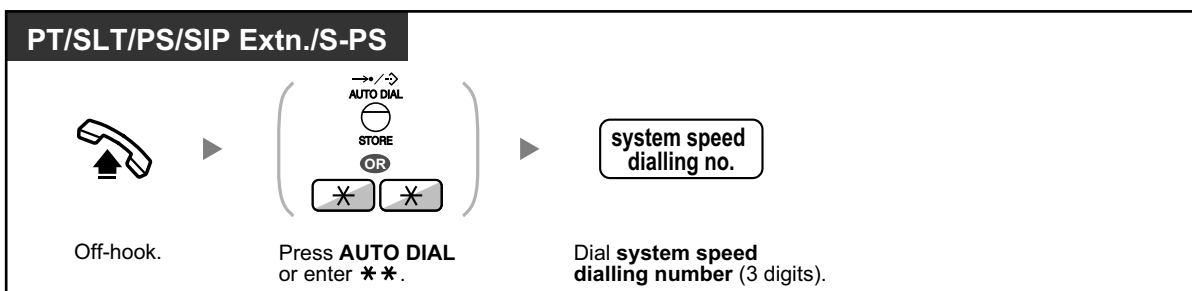 PT/SLT/PS/SIP Extn./S-PS
AUTO DIAL
STORE
OR
system speed
dialling no.
Off-hook.
Press AUTO DIAL
or enter ** .
Dial system speed
dialling number (3 digits).